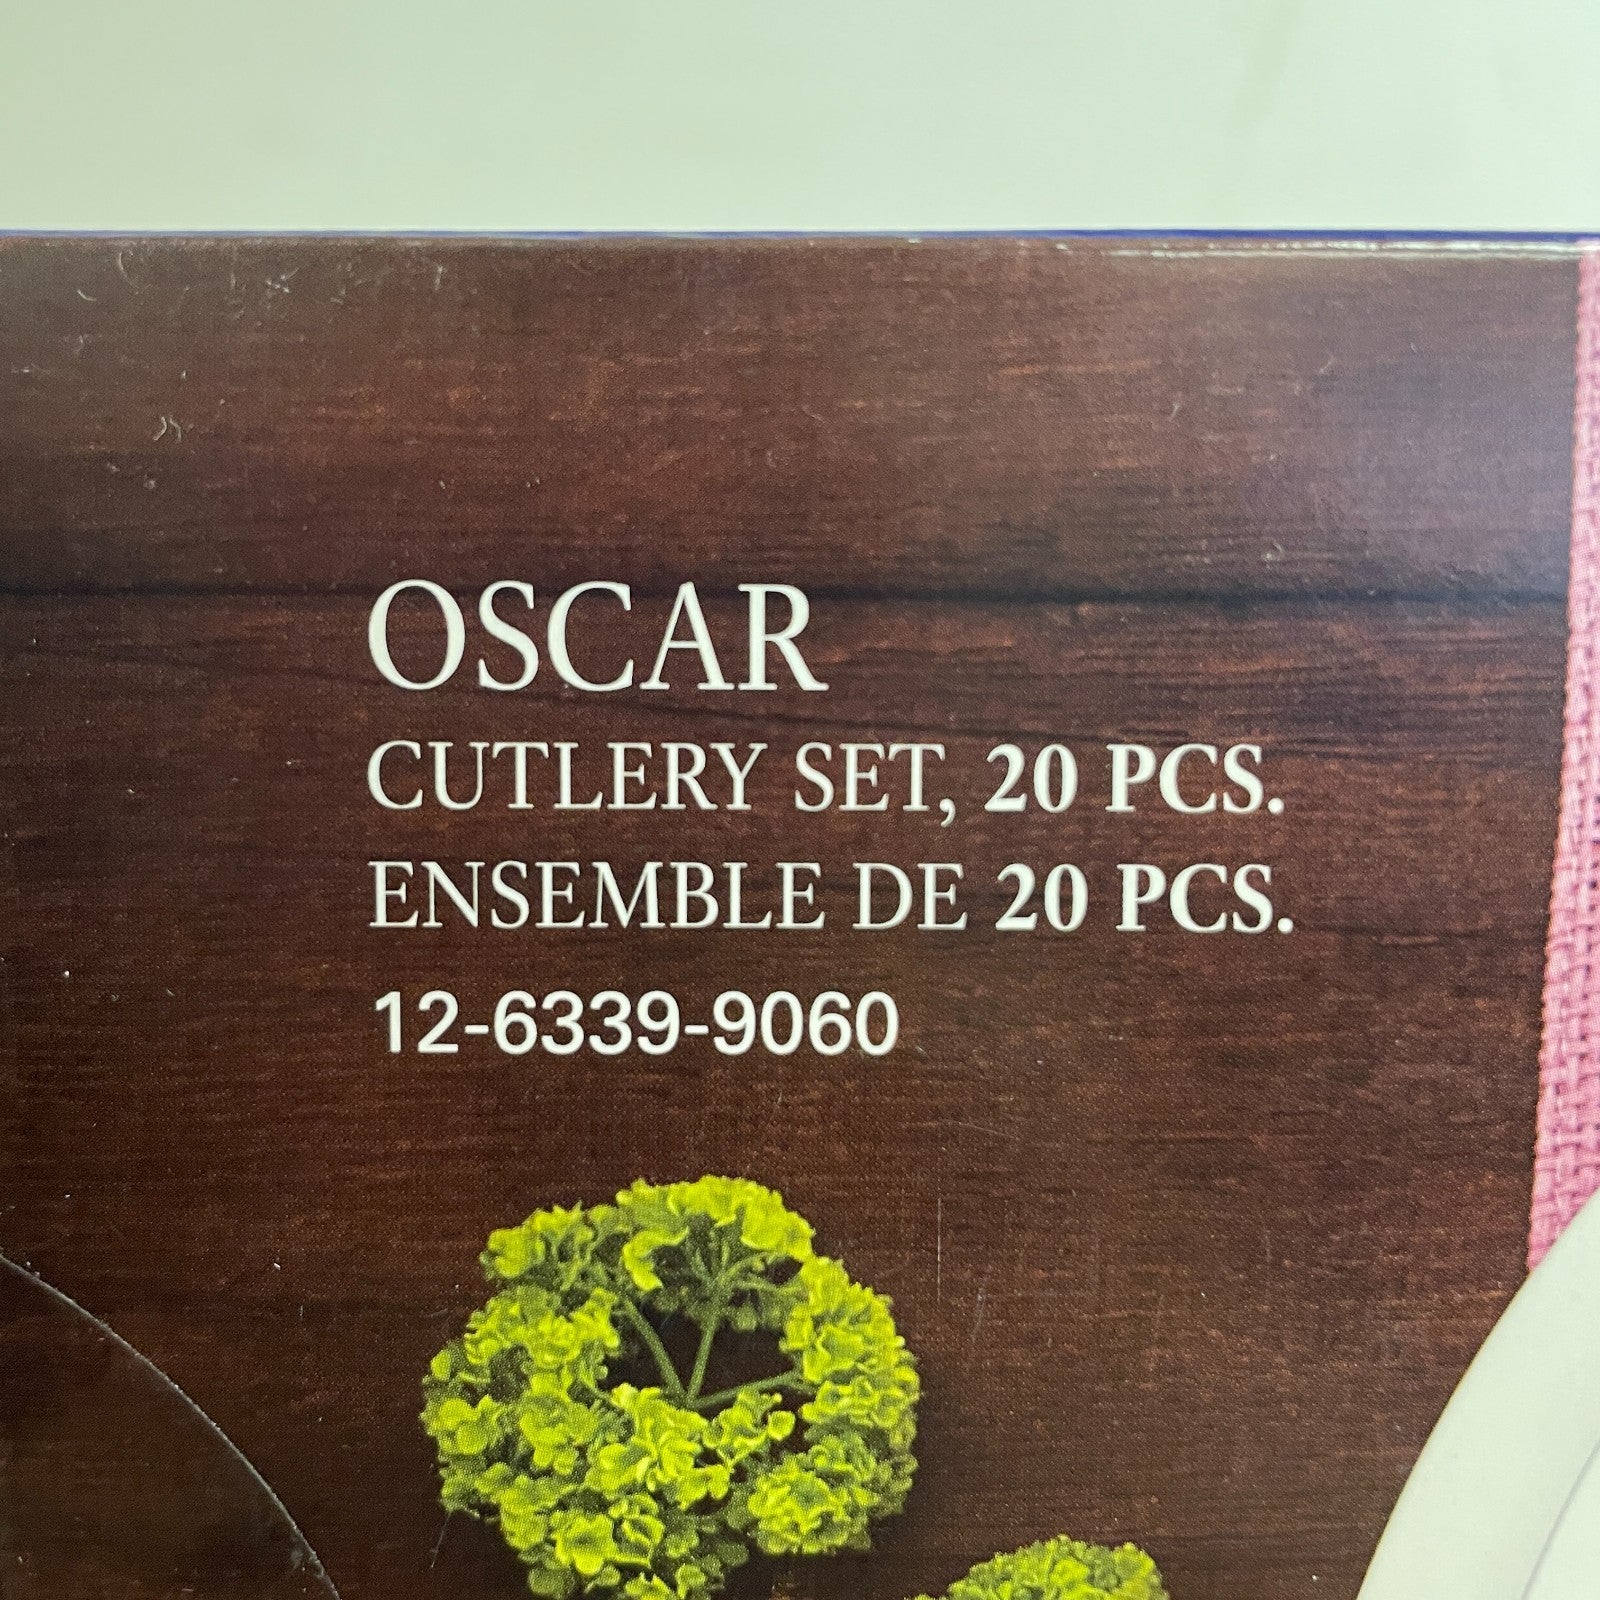 OSCAR
CUTLERY SET, 20 PCS.
ENSEMBLE DE 20 PCS.
12-6339-9060